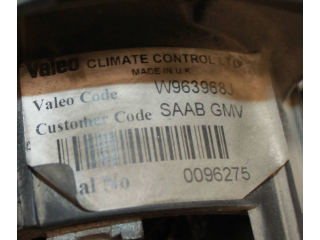 Valeo CLIMATE CONTROL LTD
MADE IN U.K.
Valeo Code W963968J
Customer Code SAAB GMV
al No 0096275